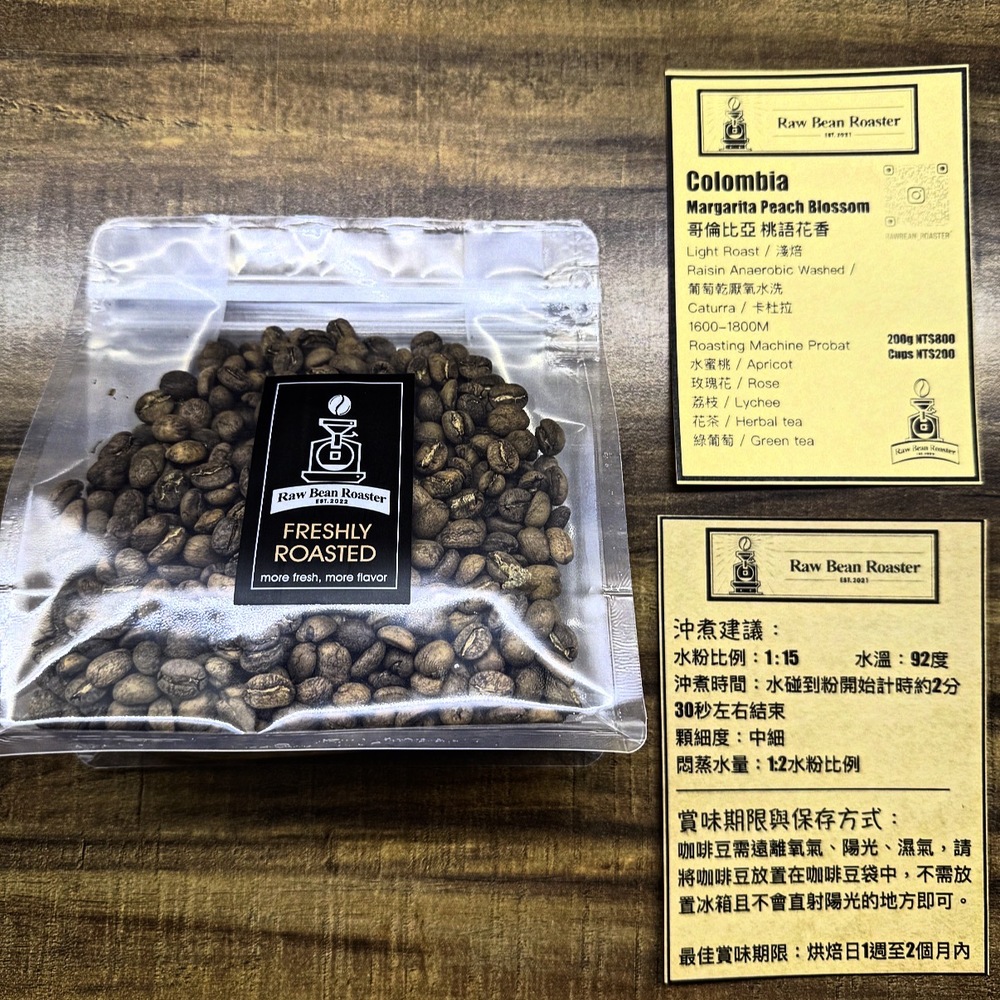 Raw Bean Roaster
EST. 2022
FRESHLY
ROASTED
more fresh, more flavor
Raw Bean Roaster
EST. 2021
Colombia
Margarita Peach Blossom
哥倫比亞 桃語花香
RAWBEAN_ROASTER
Light Roast / 淺焙
Raisin Anaerobic Washed /
葡萄乾厭氧水洗
Caturra / 卡杜拉
1600-1800M
Roasting Machine Probat
水蜜桃 / Apricot
玫瑰花 / Rose
荔枝 / Lychee
花茶 / Herbal tea
綠葡萄 / Green tea
200g NT$800
Cups NT$200
Raw Bean Roaster
Raw Bean Roaster
EST. 2021
沖煮建議：
水粉比例：1:15 水溫：92度
沖煮時間：水碰到粉開始計時約2分
30秒左右結束
顆細度：中細
悶蒸水量：1:2水粉比例
賞味期限與保存方式：
咖啡豆需遠離氧氣、陽光、濕氣，請
將咖啡豆放置在咖啡豆袋中，不需放
置冰箱且不會直射陽光的地方即可。
最佳賞味期限：烘焙日1週至2個月內